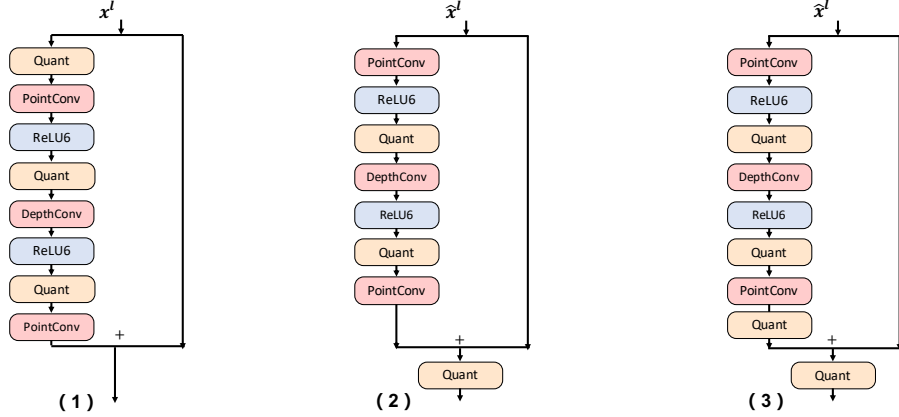 x^l
Quant
PointConv
ReLU6
Quant
DepthConv
ReLU6
Quant
PointConv
+
(1)
x̂^l
PointConv
ReLU6
Quant
DepthConv
ReLU6
Quant
PointConv
+
Quant
(2)
x̂^l
PointConv
ReLU6
Quant
DepthConv
ReLU6
Quant
PointConv
Quant
+
Quant
(3)